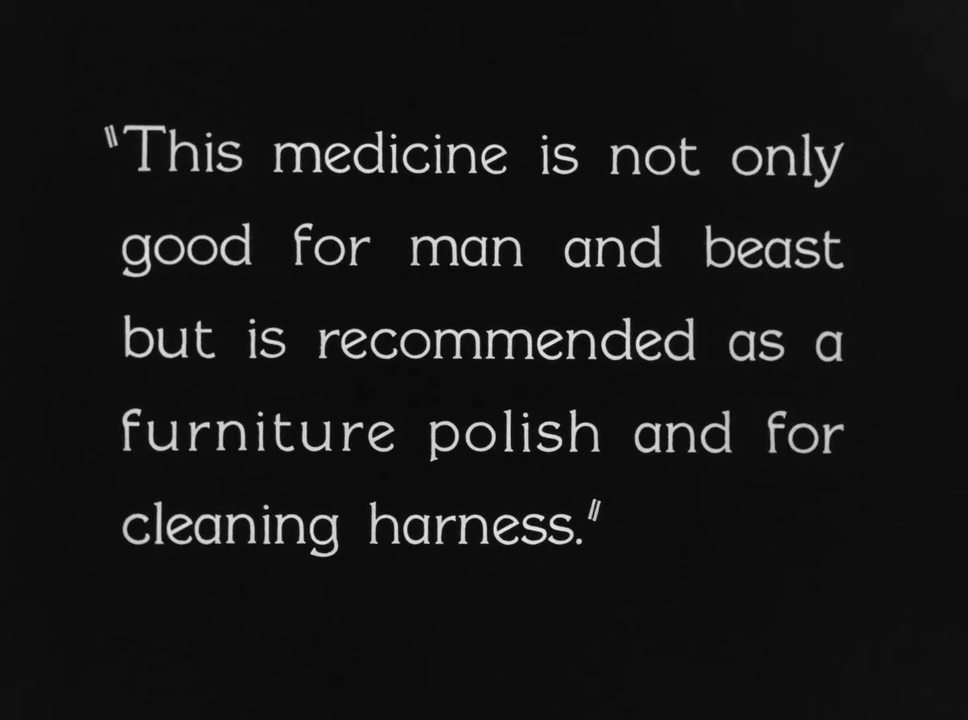 "This medicine is not only
good for man and beast
but is recommended as a
furniture polish and for
cleaning harness."